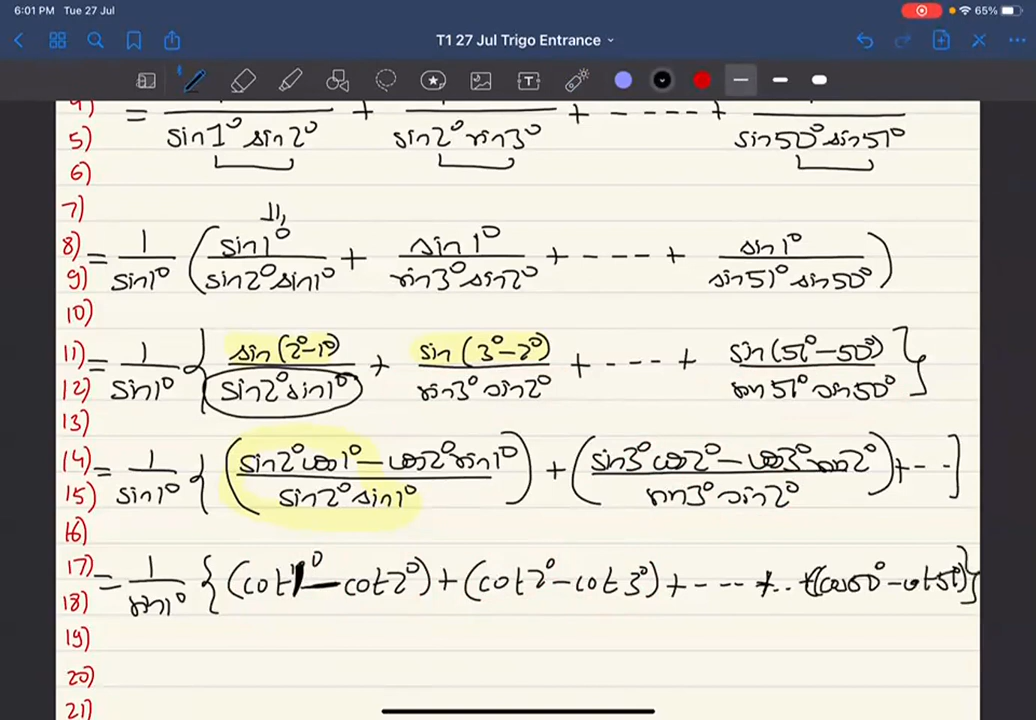 6:01 PM Tue 27 Jul 65%
T1 27 Jul Trigo Entrance
4)
5) = / sin1° sin2° + / sin2° sin3° + ---- + / sin50° sin51°
6)
7)
8)
9) = 1/sin1° ( sin1° / sin2° sin1° + sin1° / sin3° sin2° + ---- + sin1° / sin51° sin50° )
10)
11)
12) = 1/sin1° { sin(2°-1°) / sin2° sin1° + sin(3°-2°) / sin3° sin2° + ---- + sin(51°-50°) / sin51° sin50° }
13)
14)
15) = 1/sin1° { ( sin2° cos1° - cos2° sin1° / sin2° sin1° ) + ( sin3° cos2° - cos3° sin2° / sin3° sin2° ) + -- ]
16)
17)
18) = 1/sin1° { (cot1° - cot2°) + (cot2° - cot3°) + ---- + .. +(cos50° - cot51°) }
19)
20)
21)